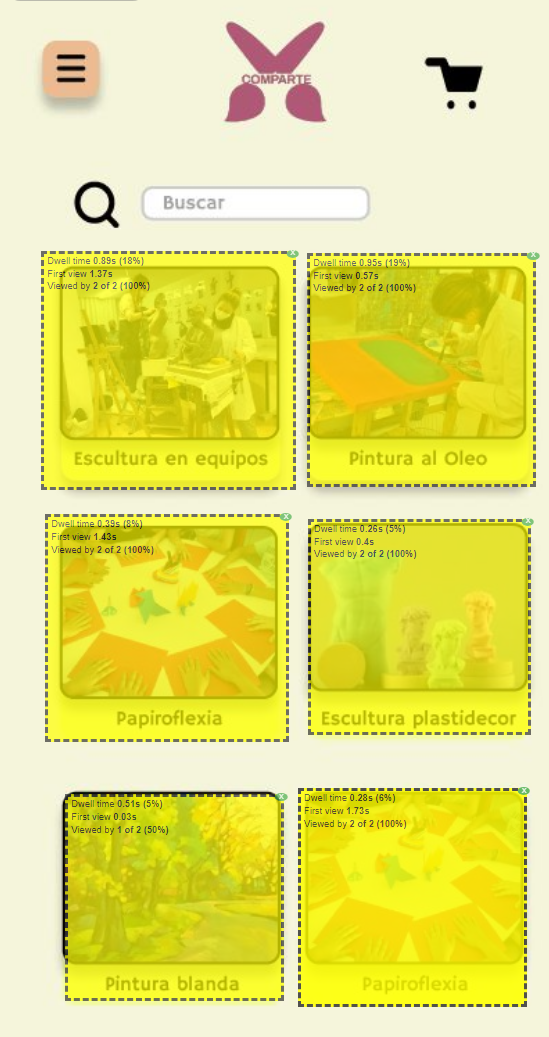 COMPARTE
Buscar
Dwell time 0.89s (18%)
First view 1.37s
Viewed by 2 of 2 (100%)
Escultura en equipos
Dwell time 0.95s (19%)
First view 0.57s
Viewed by 2 of 2 (100%)
Pintura al Oleo
Dwell time 0.39s (8%)
First view 1.43s
Viewed by 2 of 2 (100%)
Papiroflexia
Dwell time 0.26s (5%)
First view 0.4s
Viewed by 2 of 2 (100%)
Escultura plastidecor
Dwell time 0.51s (5%)
First view 0.03s
Viewed by 1 of 2 (50%)
Pintura blanda
Dwell time 0.28s (6%)
First view 1.73s
Viewed by 2 of 2 (100%)
Papiroflexia